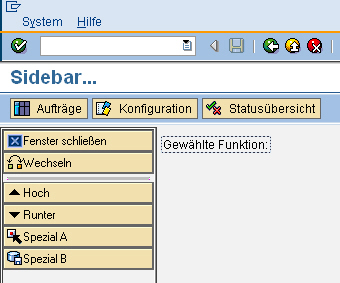 System Hilfe
Sidebar...
Aufträge Konfiguration Statusübersicht
Fenster schließen
Gewählte Funktion:
Wechseln
Hoch
Runter
Spezial A
Spezial B